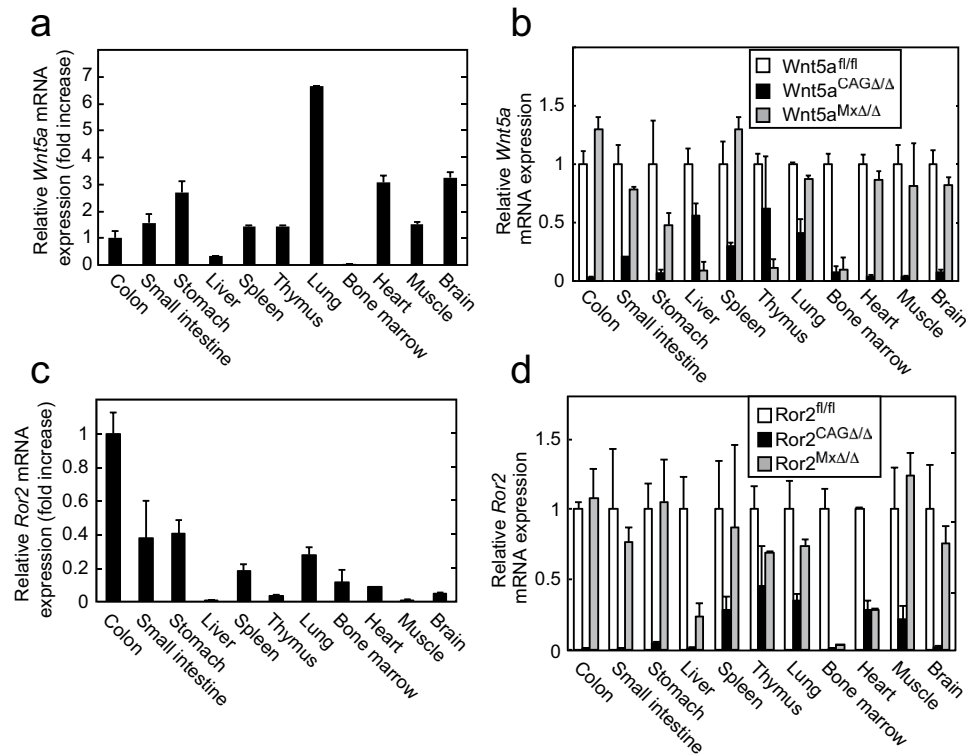 a
Relative Wnt5a mRNA
expression (fold increase)
7
6
5
4
3
2
1
0
Colon
Small intestine
Stomach
Liver
Spleen
Thymus
Lung
Bone marrow
Heart
Muscle
Brain
b
Wnt5a fl/fl
Wnt5a CAGΔ/Δ
Wnt5a MxΔ/Δ
Relative Wnt5a
mRNA expression
1.5
1
0.5
0
Colon
Small intestine
Stomach
Liver
Spleen
Thymus
Lung
Bone marrow
Heart
Muscle
Brain
c
Relative Ror2 mRNA
expression (fold increase)
1
0.8
0.6
0.4
0.2
0
Colon
Small intestine
Stomach
Liver
Spleen
Thymus
Lung
Bone marrow
Heart
Muscle
Brain
d
Ror2 fl/fl
Ror2 CAGΔ/Δ
Ror2 MxΔ/Δ
Relative Ror2
mRNA expression
1.5
1
0.5
0
Colon
Small intestine
Stomach
Liver
Spleen
Thymus
Lung
Bone marrow
Heart
Muscle
Brain